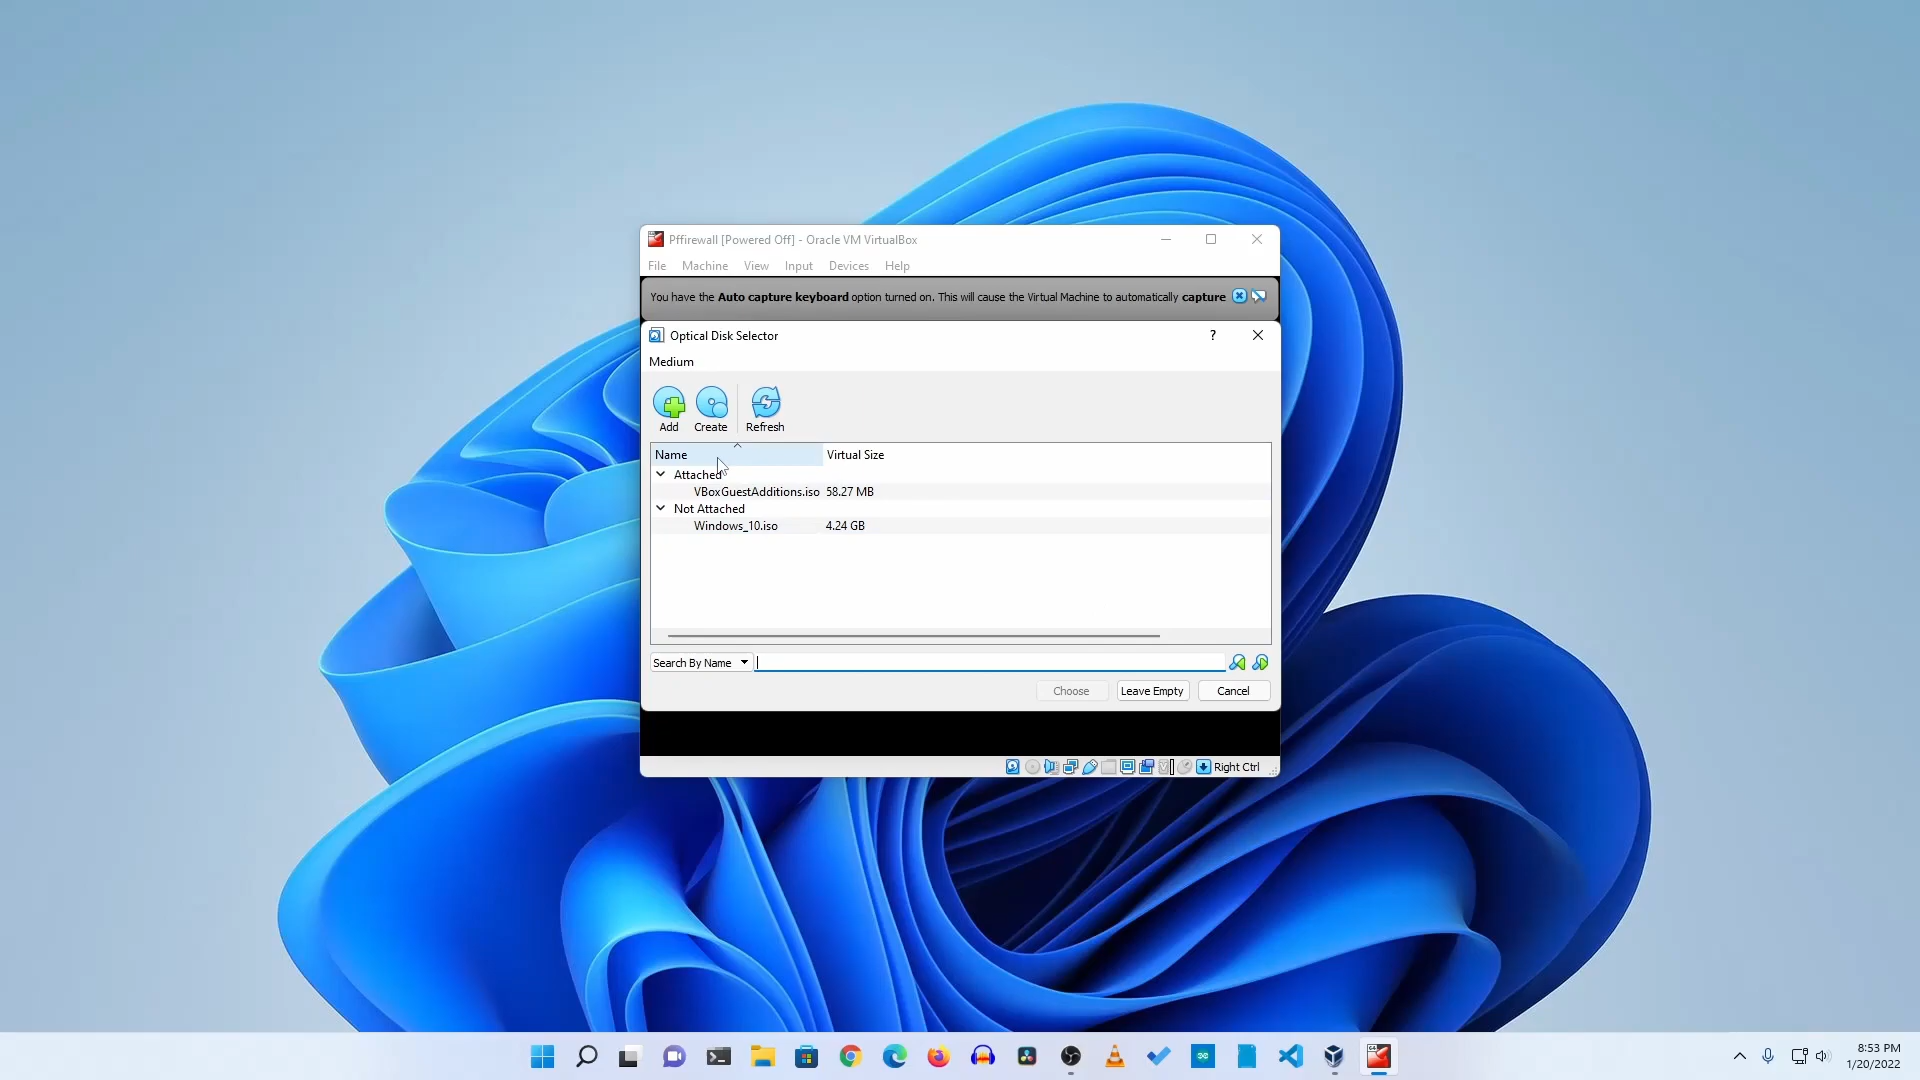 Pffirewall [Powered Off] - Oracle VM VirtualBox
File Machine View Input Devices Help
You have the Auto capture keyboard option turned on. This will cause the Virtual Machine to automatically capture
Optical Disk Selector
?
Medium
Add Create Refresh
Name Virtual Size
Attached
VBoxGuestAdditions.iso 58.27 MB
Not Attached
Windows_10.iso 4.24 GB
Search By Name
Choose Leave Empty Cancel
Right Ctrl
8:53 PM
1/20/2022